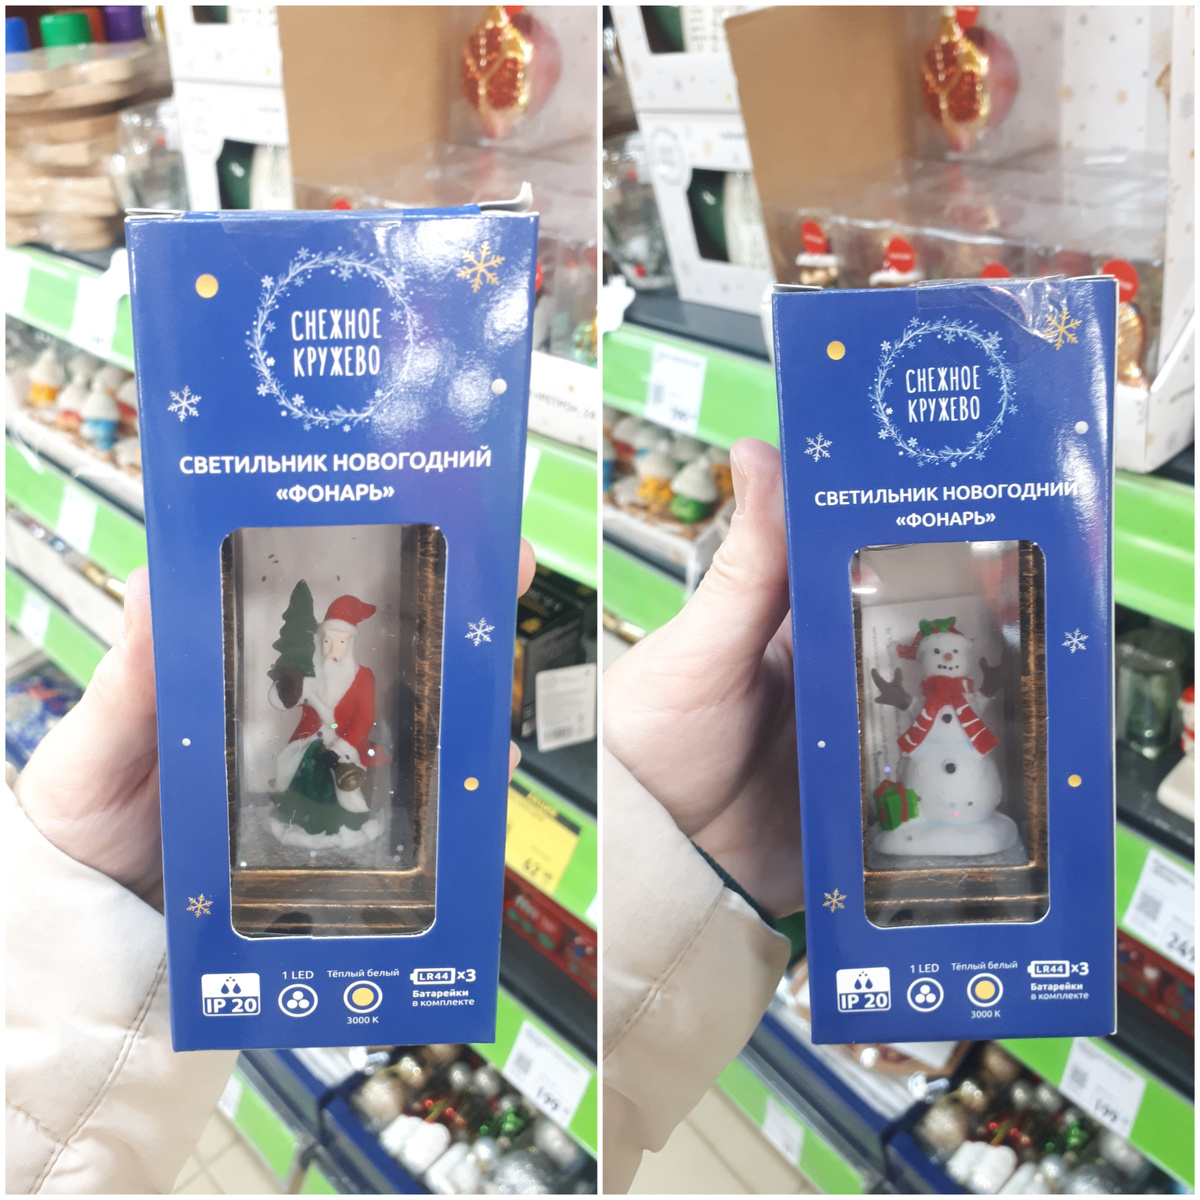 СНЕЖНОЕ
КРУЖЕВО
СВЕТИЛЬНИК НОВОГОДНИЙ
«ФОНАРЬ»
IP 20
1 LED
Тёплый белый
3000 K
LR44 x3
Батарейки
в комплекте
СНЕЖНОЕ
КРУЖЕВО
СВЕТИЛЬНИК НОВОГОДНИЙ
«ФОНАРЬ»
IP 20
1 LED
Тёплый белый
3000 K
LR44 x3
Батарейки
в комплекте